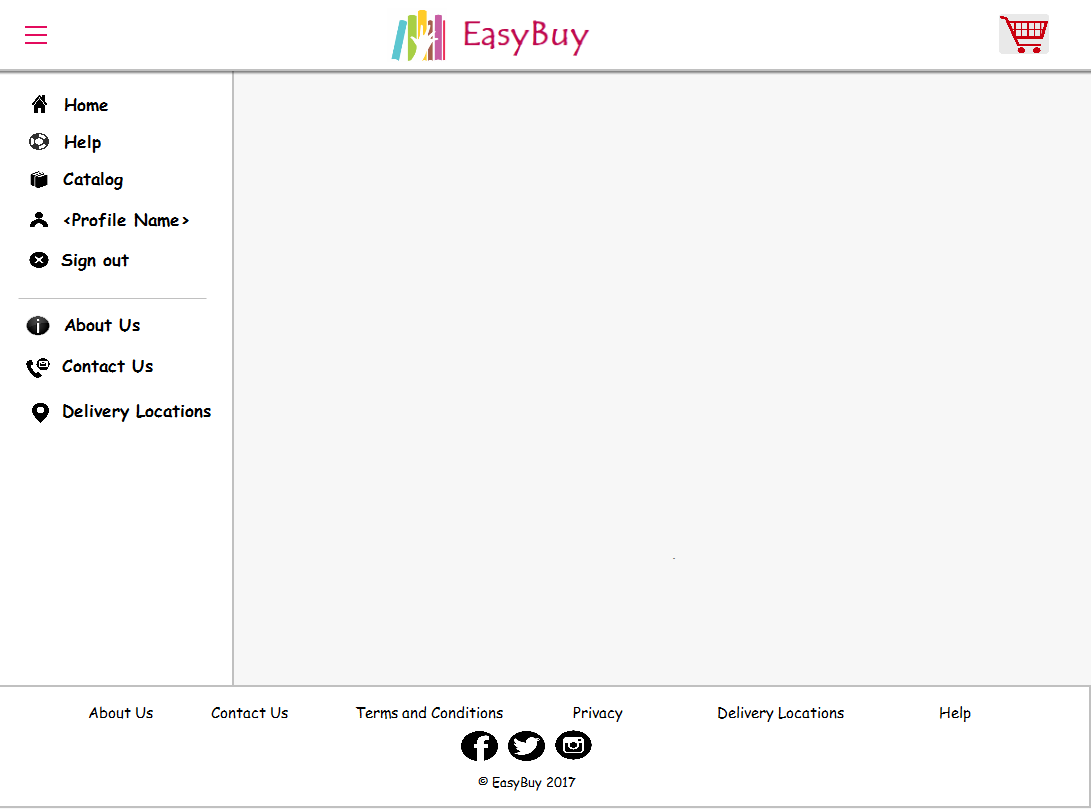 EasyBuy
Home
Help
Catalog
<Profile Name>
Sign out
About Us
Contact Us
Delivery Locations
About Us Contact Us Terms and Conditions Privacy Delivery Locations Help
© EasyBuy 2017